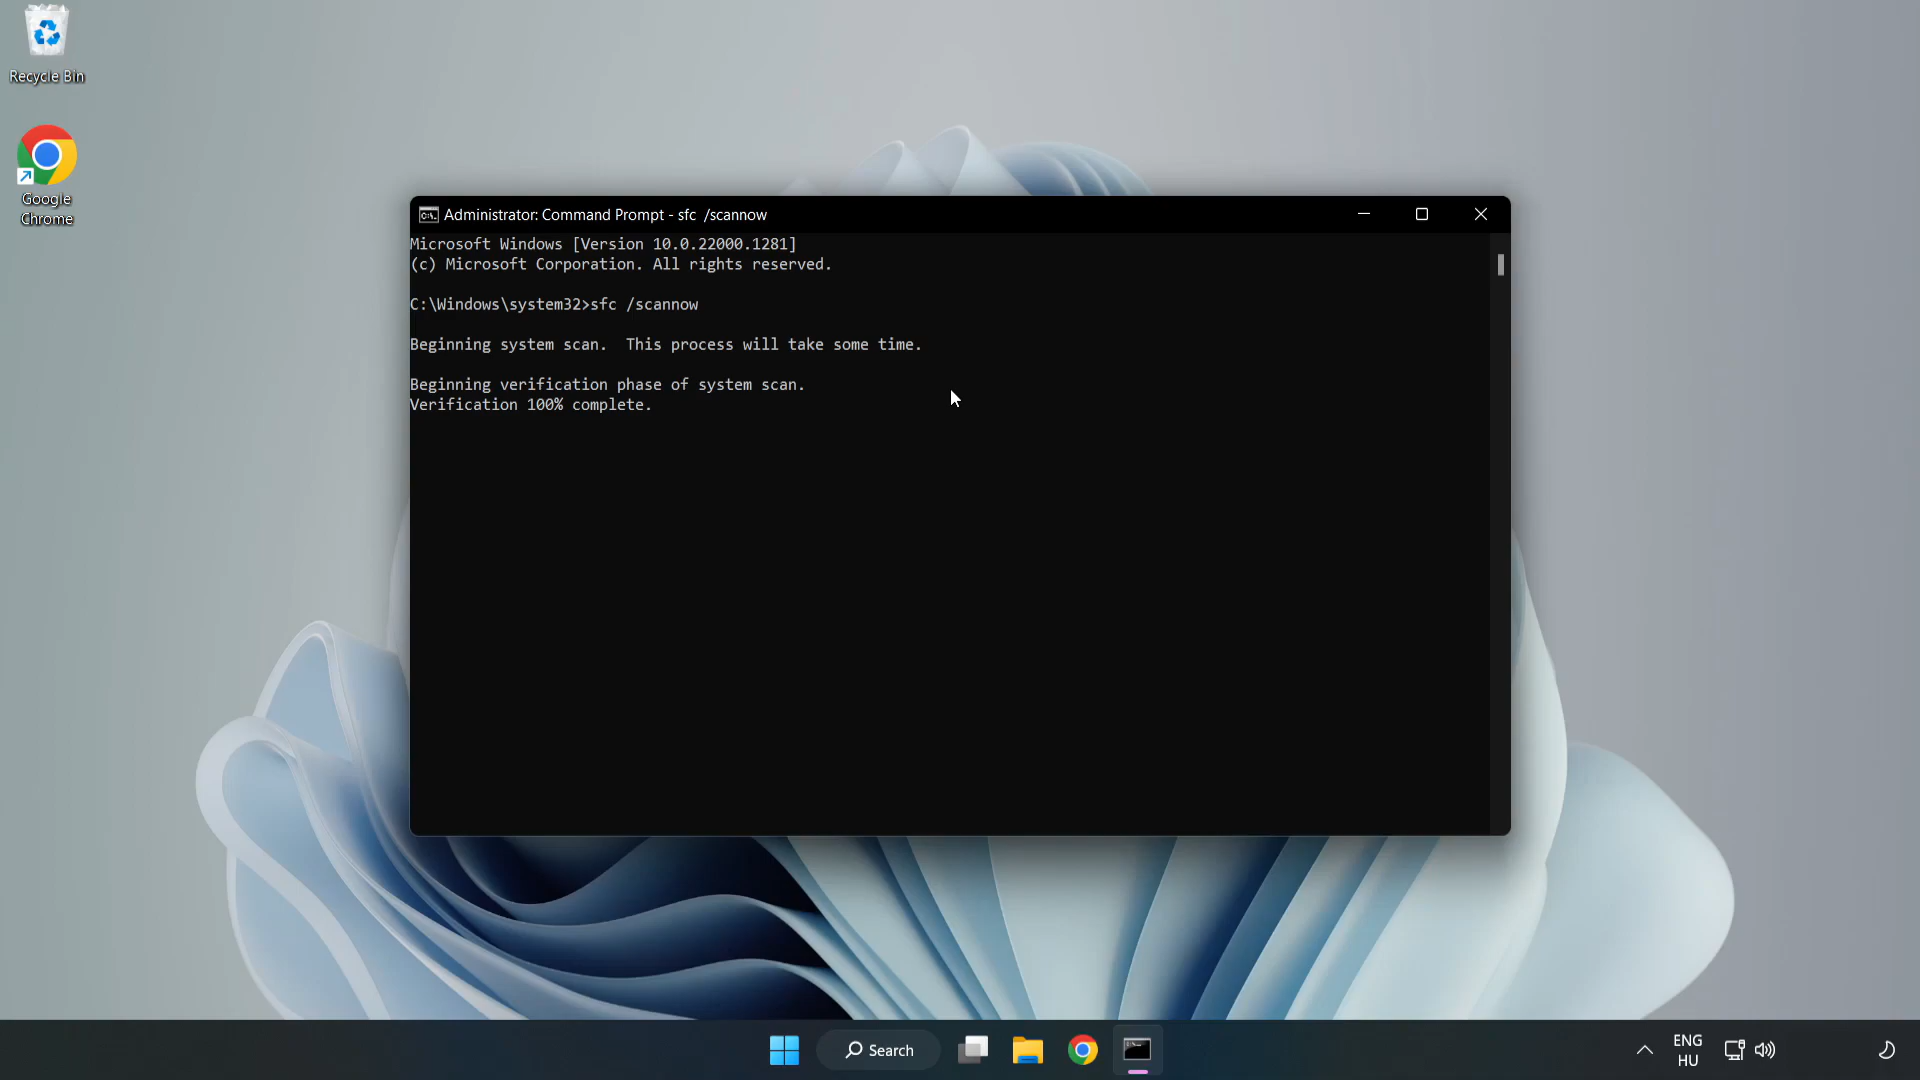 Recycle Bin
Google
Chrome
Administrator: Command Prompt - sfc  /scannow
Microsoft Windows [Version 10.0.22000.1281]
(c) Microsoft Corporation. All rights reserved.
C:\Windows\system32>sfc /scannow
Beginning system scan.  This process will take some time.
Beginning verification phase of system scan.
Verification 100% complete.
Search
ENG
HU